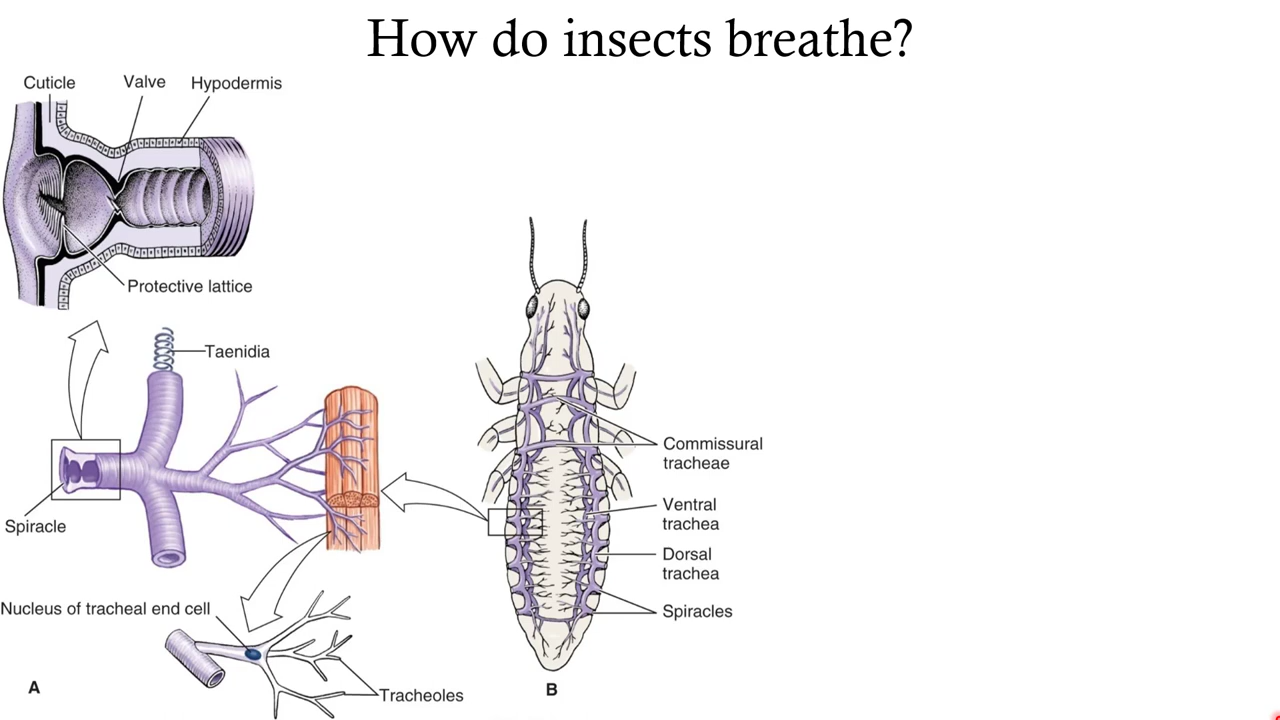 How do insects breathe?
Cuticle
Valve
Hypodermis
Protective lattice
Taenidia
Spiracle
Nucleus of tracheal end cell
Tracheoles
A
Commissural
tracheae
Ventral
trachea
Dorsal
trachea
Spiracles
B